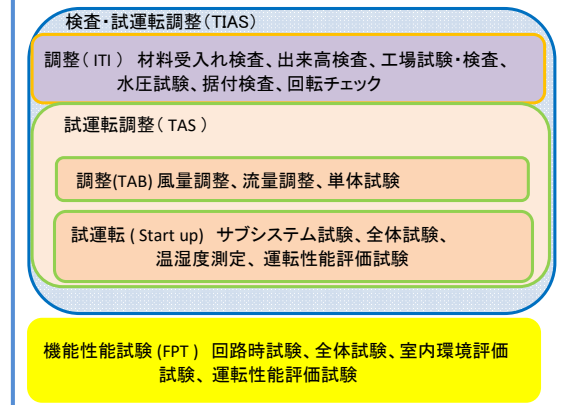 検査・試運転調整（TIAS）
調整（ ITI ） 材料受入れ検査、出来高検査、工場試験・検査、
水圧試験、据付検査、回転チェック
試運転調整（ TAS ）
調整(TAB) 風量調整、流量調整、単体試験
試運転 ( Start up) サブシステム試験、全体試験、
温湿度測定、運転性能評価試験
機能性能試験 (FPT ) 回路時試験、全体試験、室内環境評価
試験、運転性能評価試験